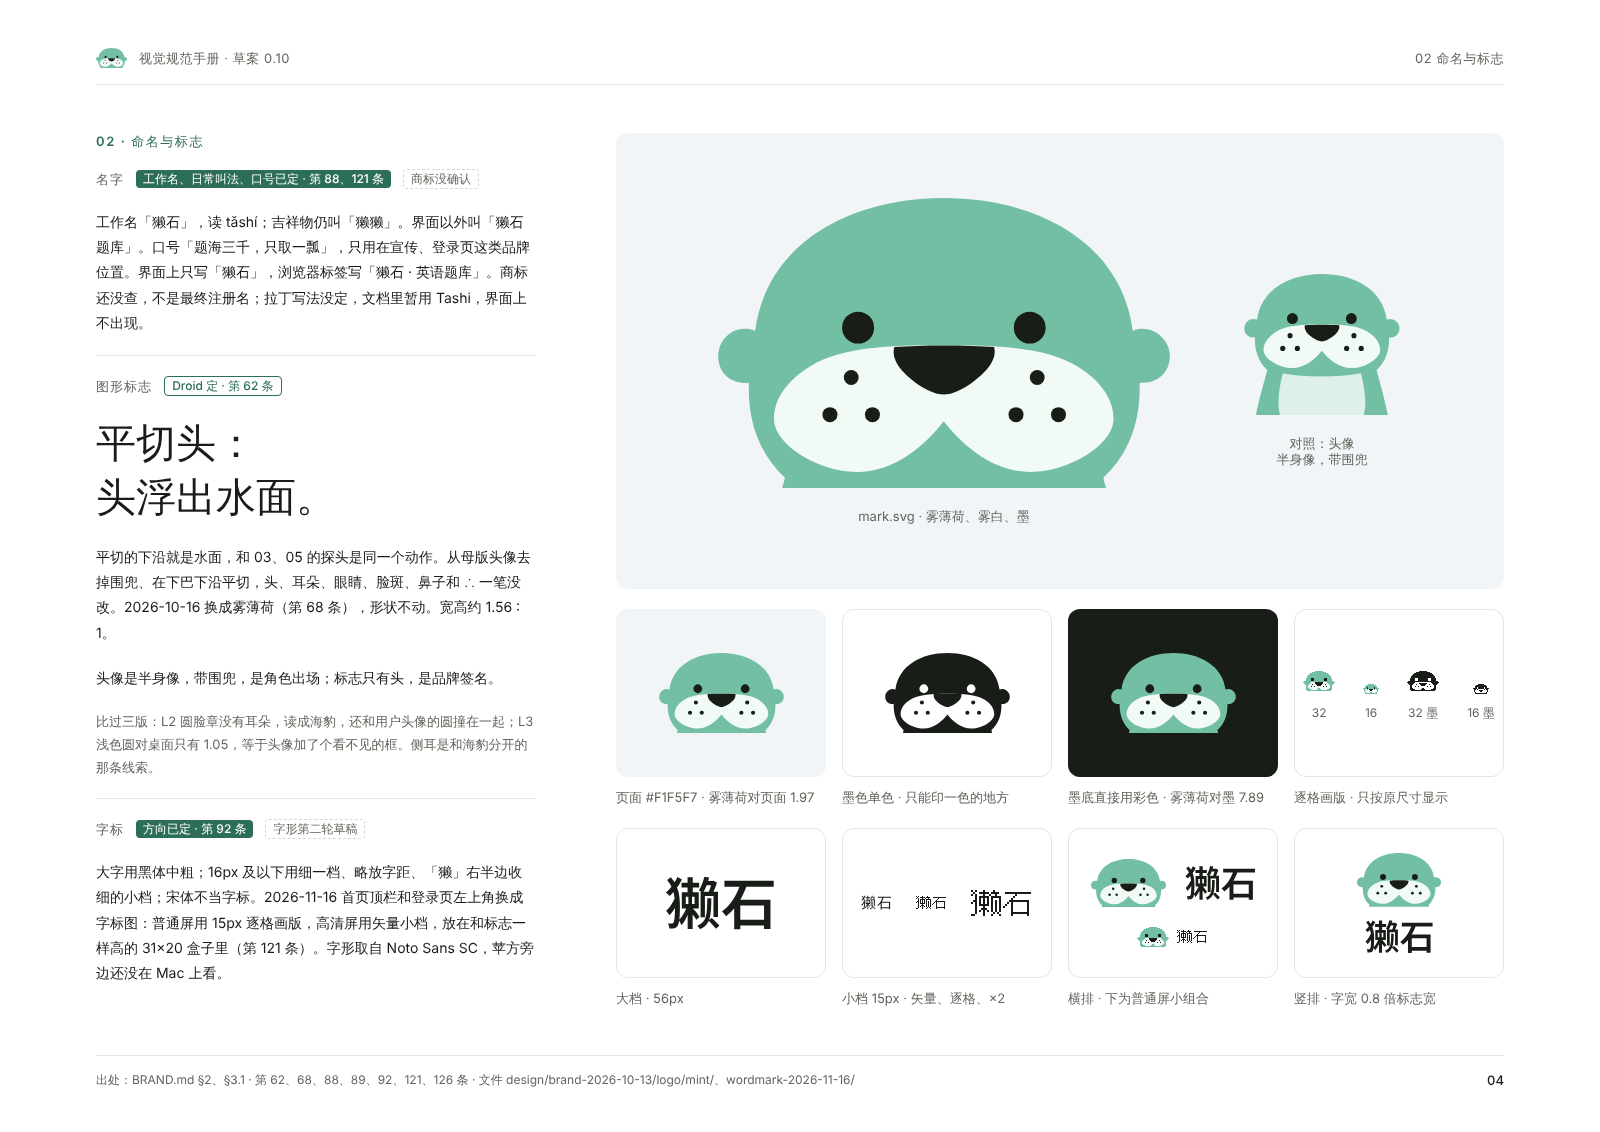 视觉规范手册 · 草案 0.10
02 命名与标志
02 · 命名与标志
名字 工作名、日常叫法、口号已定 · 第 88、121 条 商标没确认
工作名「獭石」，读 tǎshí；吉祥物仍叫「獭獭」。界面以外叫「獭石
题库」。口号「题海三千，只取一瓢」，只用在宣传、登录页这类品牌
位置。界面上只写「獭石」，浏览器标签写「獭石 · 英语题库」。商标
还没查，不是最终注册名；拉丁写法没定，文档里暂用 Tashi，界面上
不出现。
图形标志 Droid 定 · 第 62 条
平切头：
头浮出水面。
平切的下沿就是水面，和 03、05 的探头是同一个动作。从母版头像去
掉围兜、在下巴下沿平切，头、耳朵、眼睛、脸斑、鼻子和 ∴ 一笔没
改。2026-10-16 换成雾薄荷（第 68 条），形状不动。宽高约 1.56 :
1。
头像是半身像，带围兜，是角色出场；标志只有头，是品牌签名。
比过三版：L2 圆脸章没有耳朵，读成海豹，还和用户头像的圆撞在一起；L3
浅色圆对桌面只有 1.05，等于头像加了个看不见的框。侧耳是和海豹分开的
那条线索。
字标 方向已定 · 第 92 条 字形第二轮草稿
大字用黑体中粗；16px 及以下用细一档、略放字距、「獭」右半边收
细的小档；宋体不当字标。2026-11-16 首页顶栏和登录页左上角换成
字标图：普通屏用 15px 逐格画版，高清屏用矢量小档，放在和标志一
样高的 31×20 盒子里（第 121 条）。字形取自 Noto Sans SC，苹方旁
边还没在 Mac 上看。
mark.svg · 雾薄荷、雾白、墨
对照：头像
半身像，带围兜
32 16 32 墨 16 墨
页面 #F1F5F7 · 雾薄荷对页面 1.97
墨色单色 · 只能印一色的地方
墨底直接用彩色 · 雾薄荷对墨 7.89
逐格画版 · 只按原尺寸显示
獭石
獭石 獭石 獭石
獭石
獭石
獭石
大档 · 56px
小档 15px · 矢量、逐格、×2
横排 · 下为普通屏小组合
竖排 · 字宽 0.8 倍标志宽
出处：BRAND.md §2、§3.1 · 第 62、68、88、89、92、121、126 条 · 文件 design/brand-2026-10-13/logo/mint/、wordmark-2026-11-16/
04